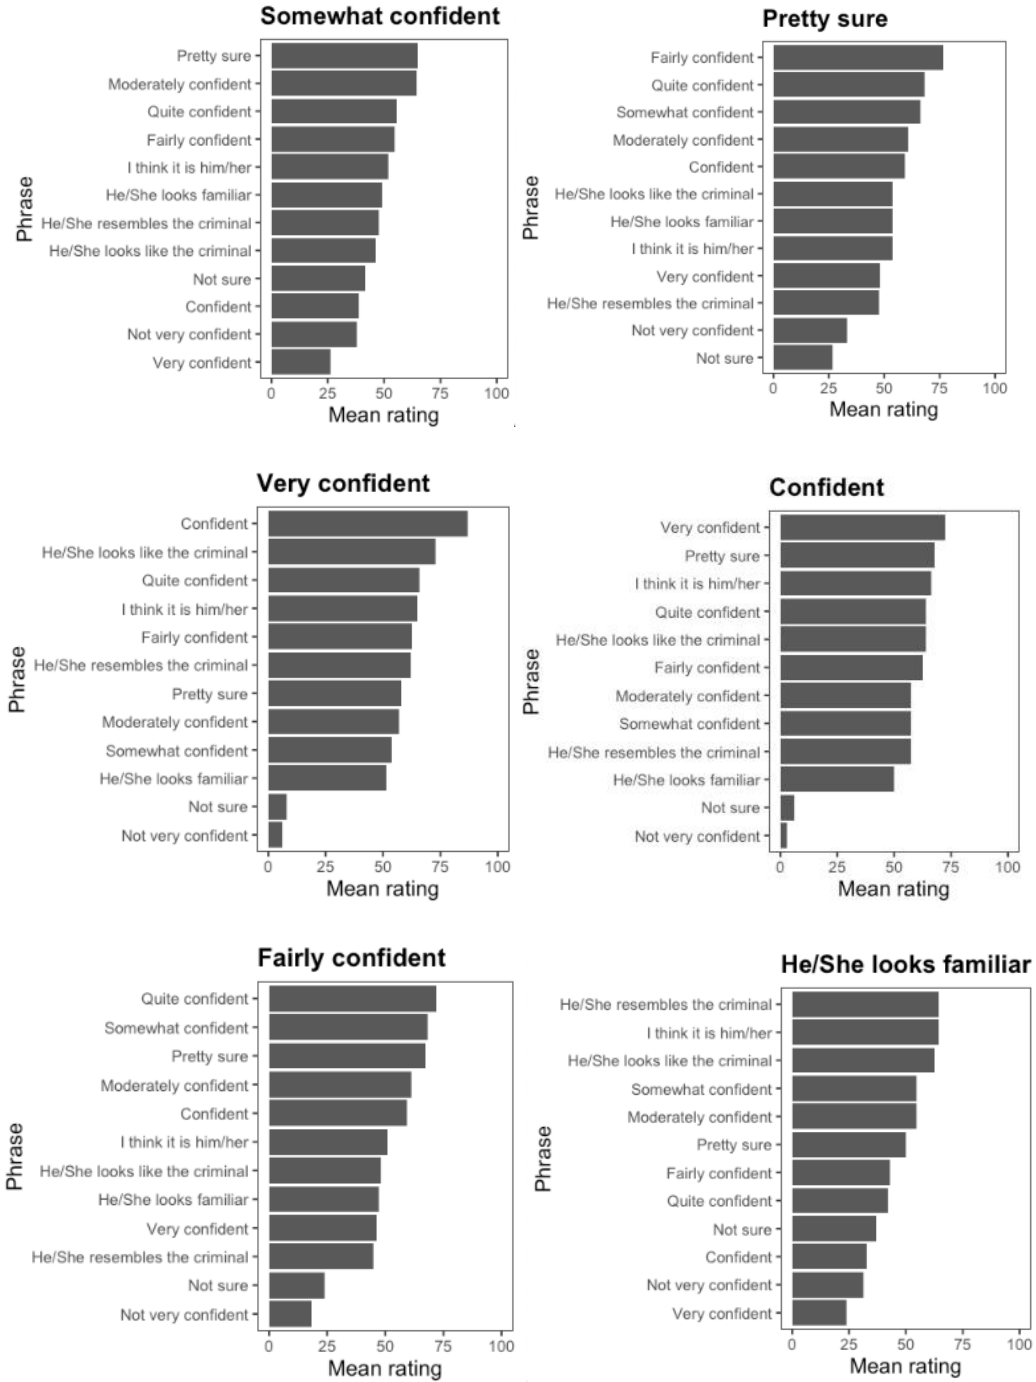 Somewhat confident
Phrase
Pretty sure
Moderately confident
Quite confident
Fairly confident
I think it is him/her
He/She looks familiar
He/She resembles the criminal
He/She looks like the criminal
Not sure
Confident
Not very confident
Very confident
0 25 50 75 100
Mean rating
Pretty sure
Phrase
Fairly confident
Quite confident
Somewhat confident
Moderately confident
Confident
He/She looks like the criminal
He/She looks familiar
I think it is him/her
Very confident
He/She resembles the criminal
Not very confident
Not sure
0 25 50 75 100
Mean rating
Very confident
Phrase
Confident
He/She looks like the criminal
Quite confident
I think it is him/her
Fairly confident
He/She resembles the criminal
Pretty sure
Moderately confident
Somewhat confident
He/She looks familiar
Not sure
Not very confident
0 25 50 75 100
Mean rating
Confident
Phrase
Very confident
Pretty sure
I think it is him/her
Quite confident
He/She looks like the criminal
Fairly confident
Moderately confident
Somewhat confident
He/She resembles the criminal
He/She looks familiar
Not sure
Not very confident
0 25 50 75 100
Mean rating
Fairly confident
Phrase
Quite confident
Somewhat confident
Pretty sure
Moderately confident
Confident
I think it is him/her
He/She looks like the criminal
He/She looks familiar
Very confident
He/She resembles the criminal
Not sure
Not very confident
0 25 50 75 100
Mean rating
He/She looks familiar
Phrase
He/She resembles the criminal
I think it is him/her
He/She looks like the criminal
Somewhat confident
Moderately confident
Pretty sure
Fairly confident
Quite confident
Not sure
Confident
Not very confident
Very confident
0 25 50 75 100
Mean rating